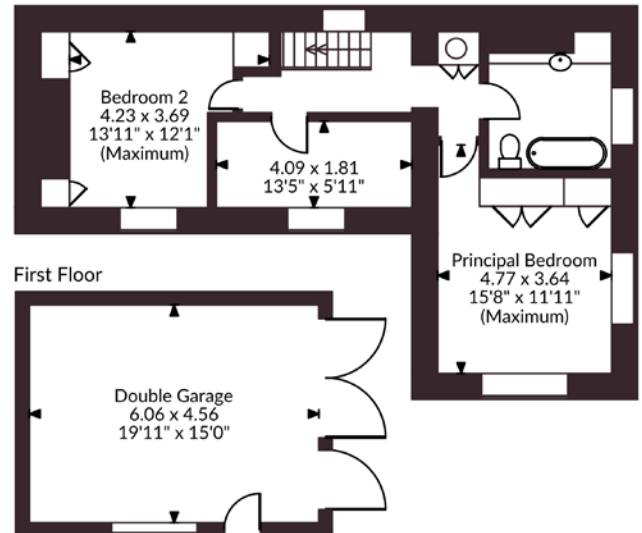 Bedroom 2
4.23 x 3.69
13'11" x 12'1"
(Maximum)
4.09 x 1.81
13'5" x 5'11"
Principal Bedroom
4.77 x 3.64
15'8" x 11'11"
(Maximum)
First Floor
Double Garage
6.06 x 4.56
19'11" x 15'0"